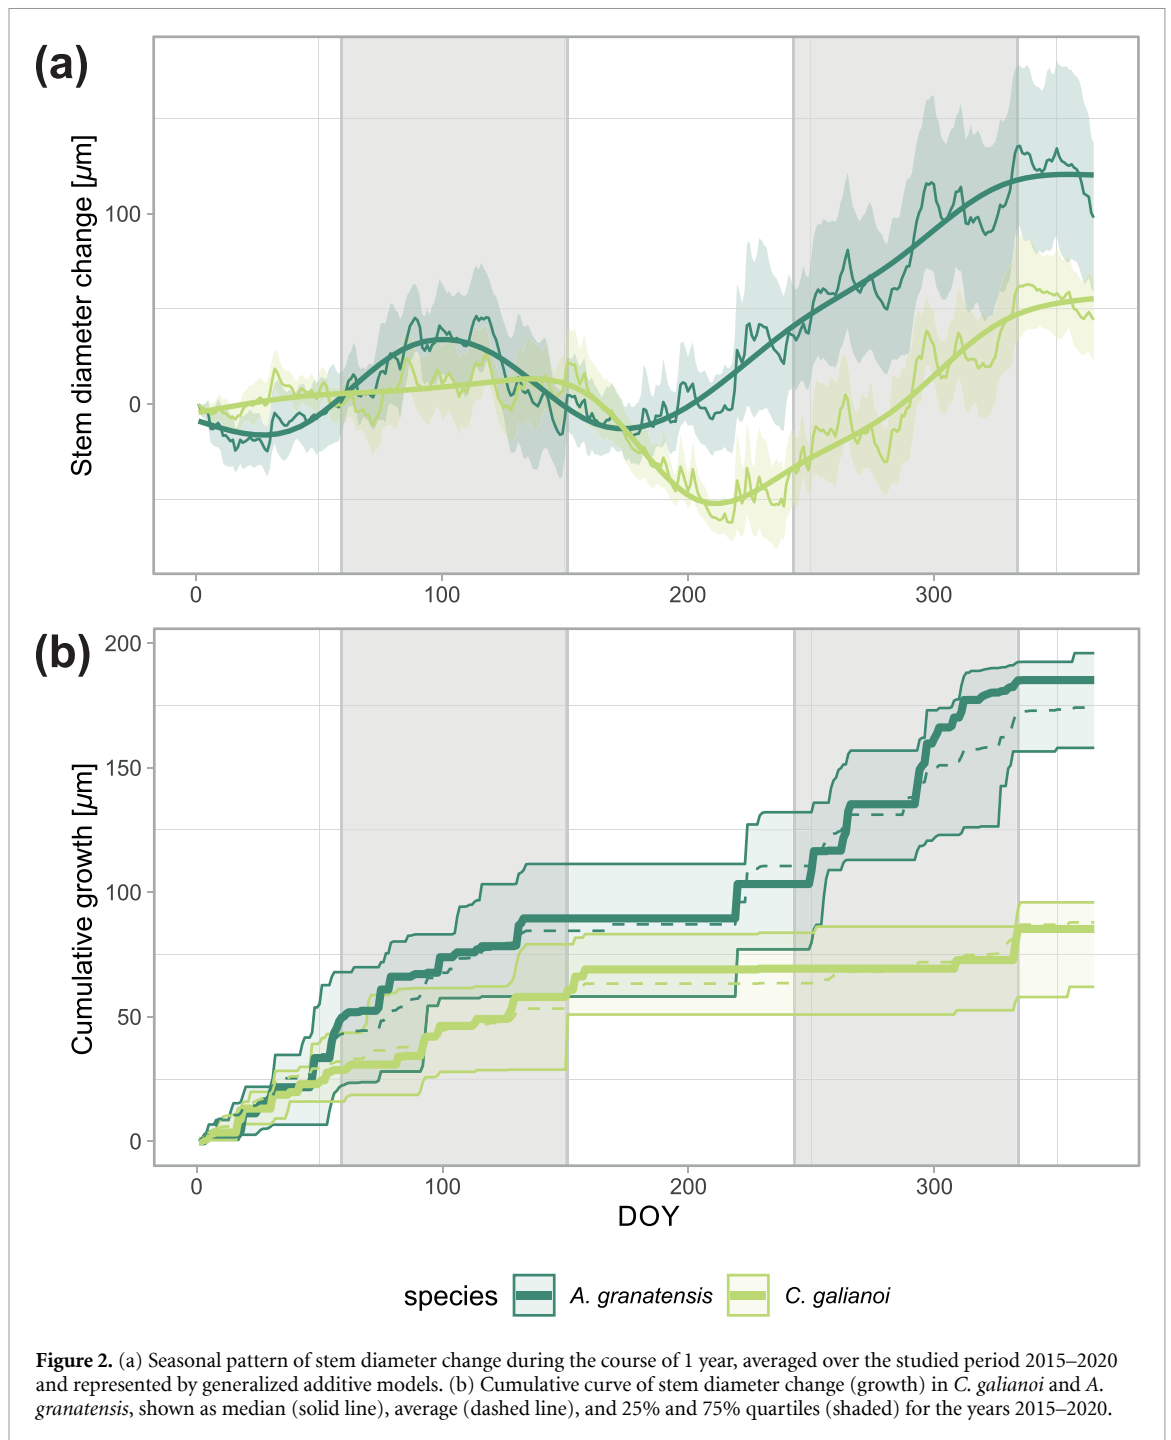 (a)
Stem diameter change [µm]
100
0
0
100
200
300
(b)
Cumulative growth [µm]
200
150
100
50
0
0
100
200
300
DOY
species A. granatensis C. galianoi
Figure 2. (a) Seasonal pattern of stem diameter change during the course of 1 year, averaged over the studied period 2015–2020
and represented by generalized additive models. (b) Cumulative curve of stem diameter change (growth) in C. galianoi and A.
granatensis, shown as median (solid line), average (dashed line), and 25% and 75% quartiles (shaded) for the years 2015–2020.